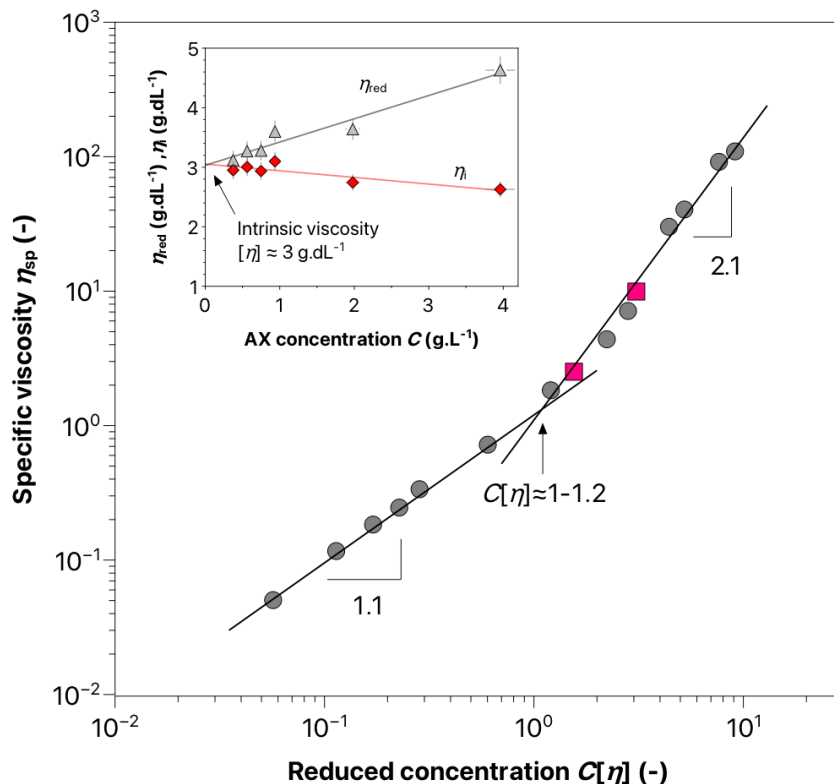 10³
10²
10¹
10⁰
10⁻¹
10⁻²
Specific viscosity ηsp (-)
10⁻²
10⁻¹
10⁰
10¹
Reduced concentration C[η] (-)
2.1
C[η]≈1-1.2
1.1
5
4
3
2
1
ηred (g.dL⁻¹) ,ηi (g.dL⁻¹)
ηred
ηi
Intrinsic viscosity
[η] ≈ 3 g.dL⁻¹
0 1 2 3 4
AX concentration C (g.L⁻¹)